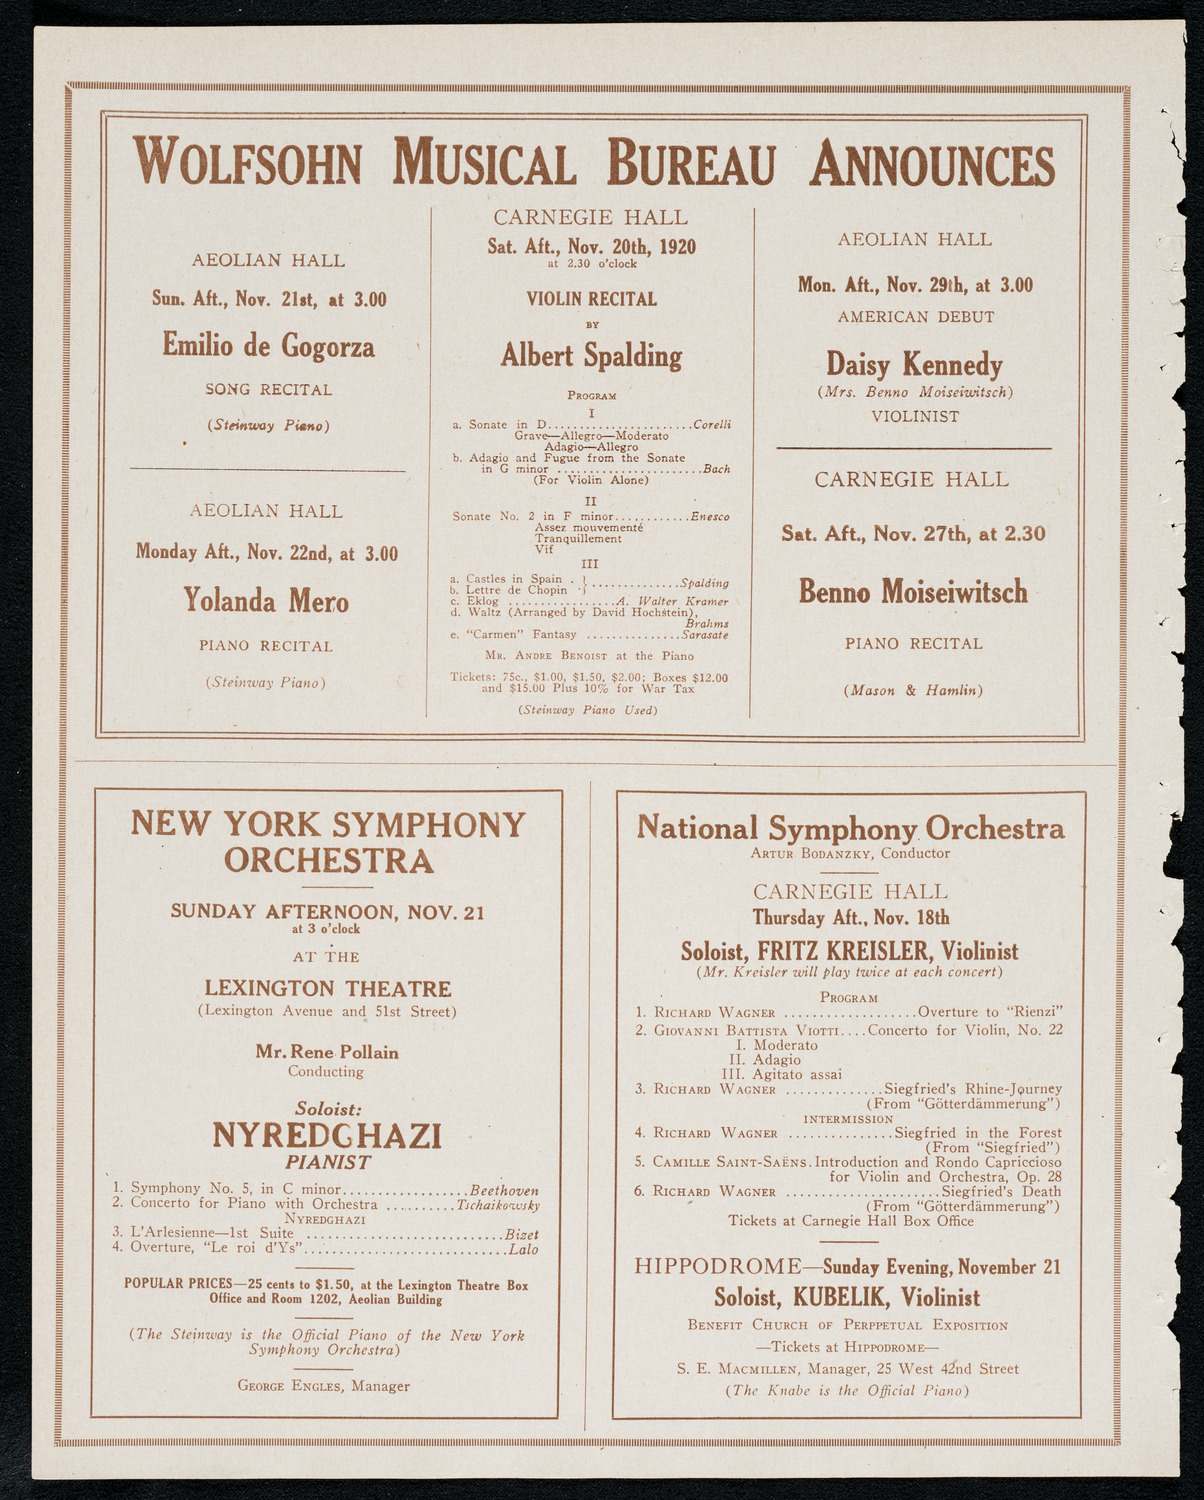 WOLFSOHN MUSICAL BUREAU ANNOUNCES
AEOLIAN HALL
Sun. Aft., Nov. 21st, at 3.00
Emilio de Gogorza
SONG RECITAL
(Steinway Piano)
AEOLIAN HALL
Monday Aft., Nov. 22nd, at 3.00
Yolanda Mero
PIANO RECITAL
(Steinway Piano)
CARNEGIE HALL
Sat. Aft., Nov. 20th, 1920
at 2.30 o'clock
VIOLIN RECITAL
BY
Albert Spalding
PROGRAM
I
a. Sonate in D......................Corelli
Grave—Allegro—Moderato
Adagio—Allegro
b. Adagio and Fugue from the Sonate
in G minor ......................Bach
(For Violin Alone)
II
Sonate No. 2 in F minor............Enesco
Assez mouvementé
Tranquillement
Vif
III
a. Castles in Spain . } .............Spalding
b. Lettre de Chopin . }
c. Eklog ................A. Walter Kramer
d. Waltz (Arranged by David Hochstein),
Brahms
e. "Carmen" Fantasy ...............Sarasate
MR. ANDRE BENOIST at the Piano
Tickets: 75c., $1.00, $1.50, $2.00; Boxes $12.00
and $15.00 Plus 10% for War Tax
(Steinway Piano Used)
AEOLIAN HALL
Mon. Aft., Nov. 29th, at 3.00
AMERICAN DEBUT
Daisy Kennedy
(Mrs. Benno Moiseiwitsch)
VIOLINIST
CARNEGIE HALL
Sat. Aft., Nov. 27th, at 2.30
Benno Moiseiwitsch
PIANO RECITAL
(Mason & Hamlin)
NEW YORK SYMPHONY
ORCHESTRA
SUNDAY AFTERNOON, NOV. 21
at 3 o'clock
AT THE
LEXINGTON THEATRE
(Lexington Avenue and 51st Street)
Mr. Rene Pollain
Conducting
Soloist:
NYREDGHAZI
PIANIST
1. Symphony No. 5, in C minor..................Beethoven
2. Concerto for Piano with Orchestra ..........Tschaikowsky
NYREDGHAZI
3. L'Arlesienne—1st Suite ............................Bizet
4. Overture, "Le roi d'Ys".............................Lalo
POPULAR PRICES—25 cents to $1.50, at the Lexington Theatre Box
Office and Room 1202, Aeolian Building
(The Steinway is the Official Piano of the New York
Symphony Orchestra)
GEORGE ENGLES, Manager
National Symphony Orchestra
ARTUR BODANZKY, Conductor
CARNEGIE HALL
Thursday Aft., Nov. 18th
Soloist, FRITZ KREISLER, Violinist
(Mr. Kreisler will play twice at each concert)
PROGRAM
1. RICHARD WAGNER ...................Overture to "Rienzi"
2. GIOVANNI BATTISTA VIOTTI....Concerto for Violin, No. 22
I. Moderato
II. Adagio
III. Agitato assai
3. RICHARD WAGNER .............Siegfried's Rhine-Journey
(From "Götterdämmerung")
INTERMISSION
4. RICHARD WAGNER ...............Siegfried in the Forest
(From "Siegfried")
5. CAMILLE SAINT-SAËNS.Introduction and Rondo Capriccioso
for Violin and Orchestra, Op. 28
6. RICHARD WAGNER ......................Siegfried's Death
(From "Götterdämmerung")
Tickets at Carnegie Hall Box Office
HIPPODROME—Sunday Evening, November 21
Soloist, KUBELIK, Violinist
BENEFIT CHURCH OF PERPPETUAL EXPOSITION
—Tickets at HIPPODROME—
S. E. MACMILLEN, Manager, 25 West 42nd Street
(The Knabe is the Official Piano)